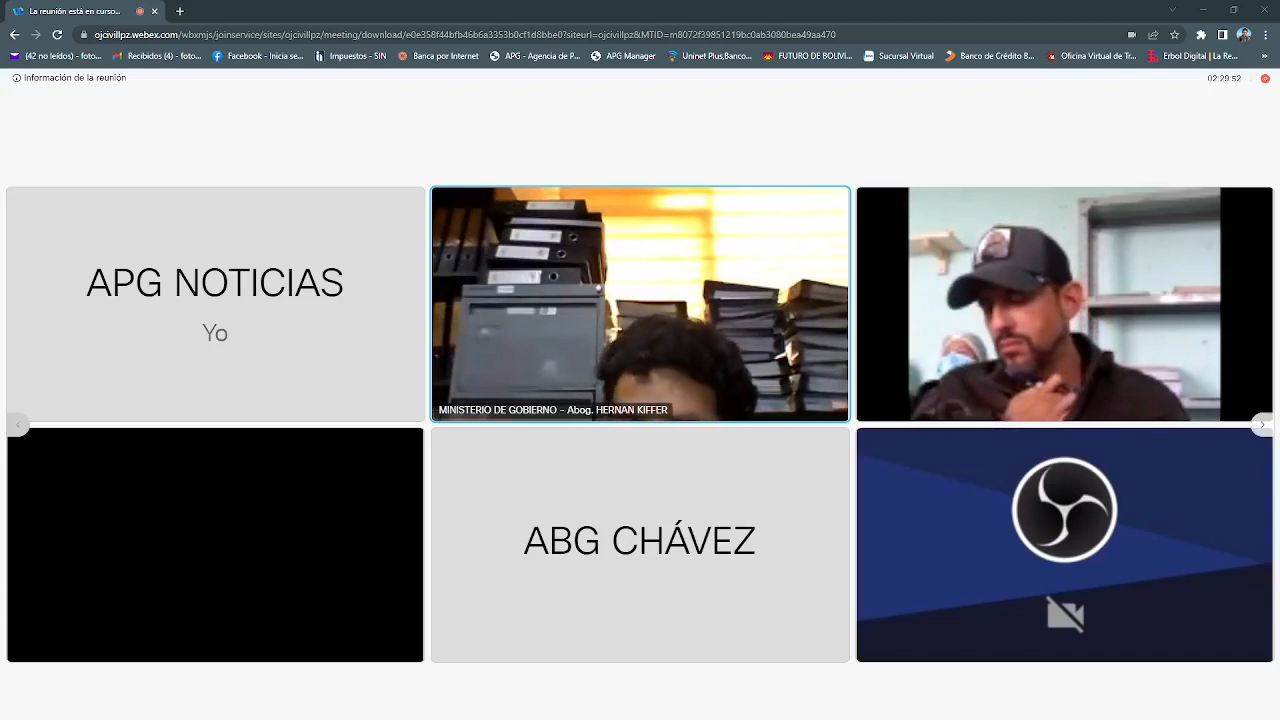 La reunión está en curso...
ojcivillpz.webex.com/wbxmjs/joinservice/sites/ojcivillpz/meeting/download/e0e358f44bfb46b6a33530cf1d8bbe0?siteurl=ojcivillpz&MTID=m8072f39851219bc0ab3080bea49aa470
(42 no leídos) - foto...
Recibidos (4) - foto...
Facebook - Inicia se...
Impuestos - SIN
Banca por Internet
APG - Agencia de P...
APG Manager
Uninet Plus,Banco...
FUTURO DE BOLIVI...
Sucursal Virtual
Banco de Crédito B...
Oficina Virtual de Tr...
Erbol Digital | La Re...
Información de la reunión
02:29:52
APG NOTICIAS
Yo
MINISTERIO DE GOBIERNO - Abog. HERNAN KIFFER
ABG CHÁVEZ